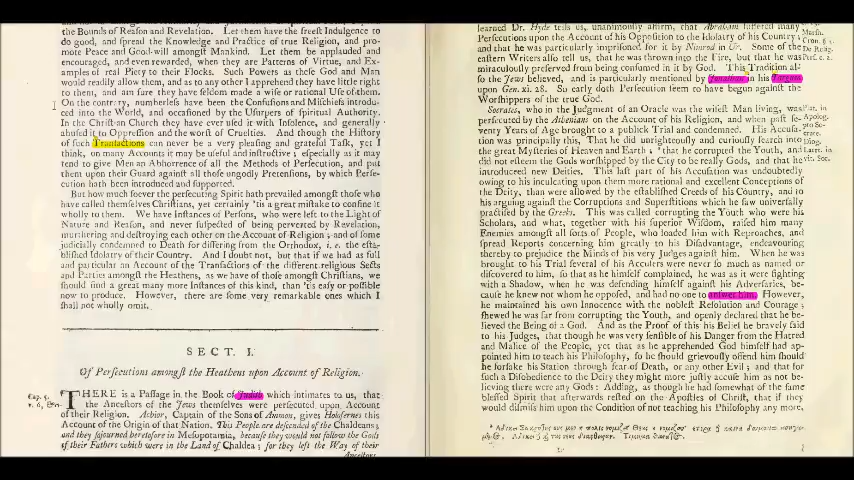 the Bounds of Reason and Revelation. Let them have the freest Indulgence to
do good, and spread the Knowledge and Practice of true Religion, and pro-
mote Peace and Good-will amongst Mankind. Let them be applauded and
encouraged, and even rewarded, when they are Patterns of Virtue, and Ex-
amples of real Piety to their Flocks. Such Powers as these God and Man
would readily allow them, and as to any other I apprehend they have little right
to them, and am sure they have seldom made a wise or rational Use of them.
On the contrary, numberless have been the Confusions and Mischiefs introdu-
ced into the World, and occasioned by the Usurpers of spiritual Authority.
In the Christian Church they have ever used it with Insolence, and generally
abused it to Oppression and the worst of Cruelties. And though the History
of such Transactions can never be a very pleasing and grateful Task, yet I
think, on many Accounts it may be useful and instructive; especially as it may
tend to give Men an Abhorrence of all the Methods of Persecution, and put
them upon their Guard against all those ungodly Pretensions, by which Perse-
cution hath been introduced and supported.
But how much soever the persecuting Spirit hath prevailed amongst those who
have called themselves Christians, yet certainly 'tis a great mistake to confine it
wholly to them. We have Instances of Persons, who were left to the Light of
Nature and Reason, and never suspected of being perverted by Revelation,
murthering and destroying each other on the Account of Religion; and of some
judicially condemned to Death for differing from the Orthodox, i. e. the esta-
blished Idolatry of their Country. And I doubt not, but that if we had as full
and particular an Account of the Transactions of the different religious Sects
and Parties amongst the Heathens, as we have of those amongst Christians, we
should find a great many more Instances of this kind, than 'tis easy or possible
now to produce. However, there are some very remarkable ones which I
shall not wholly omit.
SECT. I.
Of Persecutions amongst the Heathens upon Account of Religion.
THERE is a Passage in the Book of Judith which intimates to us, that
the Ancestors of the Jews themselves were persecuted upon Account
of their Religion. Achior, Captain of the Sons of Ammon, gives Holofernes this
Account of the Origin of that Nation. This People are descended of the Chaldeans;
and they sojourned heretofore in Mesopotamia, because they would not follow the Gods
of their Fathers which were in the Land of Chaldea; for they left the Way of their
Ancestors,
Cap. 5.
v. 6, &c.
learned Dr. Hyde tells us, unanimously affirm, that Abraham suffered many
Persecutions upon the Account of his Opposition to the Idolatry of his Country;
and that he was particularly imprisoned for it by Nimrod in Ur. Some of the
eastern Writers also tell us, that he was thrown into the Fire, but that he was
miraculously preserved from being consumed in it by God. This Tradition al-
so the Jews believed, and is particularly mentioned by Jonathan in his Targum
upon Gen. xi. 28. So early doth Persecution seem to have begun against the
Worshippers of the true God.
Socrates, who in the Judgment of an Oracle was the wisest Man living, was
persecuted by the Athenians on the Account of his Religion, and when past se-
venty Years of Age brought to a publick Trial and condemned. His Accusa-
tion was principally this, That he did unrighteously and curiously search into
the great Mysteries of Heaven and Earth; that he corrupted the Youth, and
did not esteem the Gods worshipped by the City to be really Gods, and that he
introduced new Deities. This last part of his Accusation was undoubtedly
owing to his inculcating upon them more rational and excellent Conceptions of
the Deity, than were allowed by the established Creeds of his Country, and to
his arguing against the Corruptions and Superstitions which he saw universally
practised by the Greeks. This was called corrupting the Youth who were his
Scholars, and what, together with his superior Wisdom, raised him many
Enemies amongst all sorts of People, who loaded him with Reproaches, and
spread Reports concerning him greatly to his Disadvantage, endeavouring
thereby to prejudice the Minds of his very Judges against him. When he was
brought to his Trial several of his Accusers were never so much as named or
discovered to him, so that as he himself complained, he was as it were fighting
with a Shadow, when he was defending himself against his Adversaries, be-
cause he knew not whom he opposed, and had no one to answer him. However,
he maintained his own Innocence with the noblest Resolution and Courage;
shewed he was far from corrupting the Youth, and openly declared that he be-
lieved the Being of a God. And as the Proof of this his Belief he bravely said
to his Judges, that though he was very sensible of his Danger from the Hatred
and Malice of the People, yet that as he apprehended God himself had ap-
pointed him to teach his Philosophy, so he should grievously offend him should
he forsake his Station through fear of Death, or any other Evil; and that for
such a Disobedience to the Deity they might more justly accuse him as not be-
lieving there were any Gods: Adding, as though he had somewhat of the same
blessed Spirit that afterwards rested on the Apostles of Christ, that if they
would dismiss him upon the Condition of not teaching his Philosophy any more,